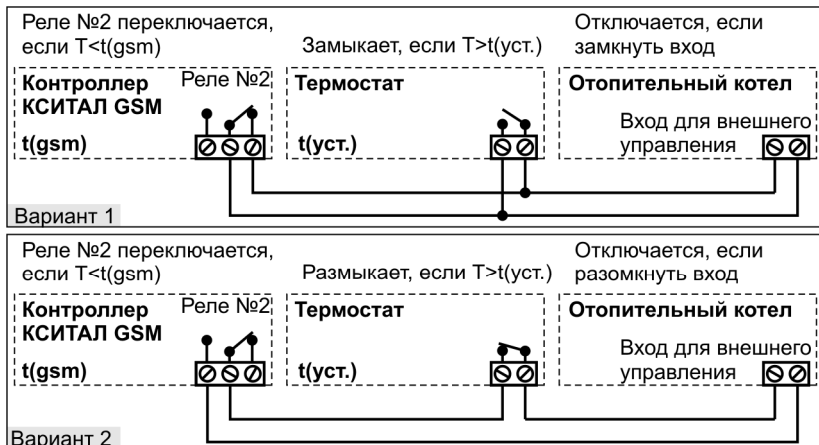 Реле №2 переключается,
если T<t(gsm)
Замыкает, если T>t(уст.)
Отключается, если
замкнуть вход
Контроллер
КСИТАЛ GSM
Реле №2
t(gsm)
Термостат
t(уст.)
Отопительный котел
Вход для внешнего
управления
Вариант 1
Реле №2 переключается,
если T<t(gsm)
Размыкает, если T>t(уст.)
Отключается, если
разомкнуть вход
Контроллер
КСИТАЛ GSM
Реле №2
t(gsm)
Термостат
t(уст.)
Отопительный котел
Вход для внешнего
управления
Вариант 2